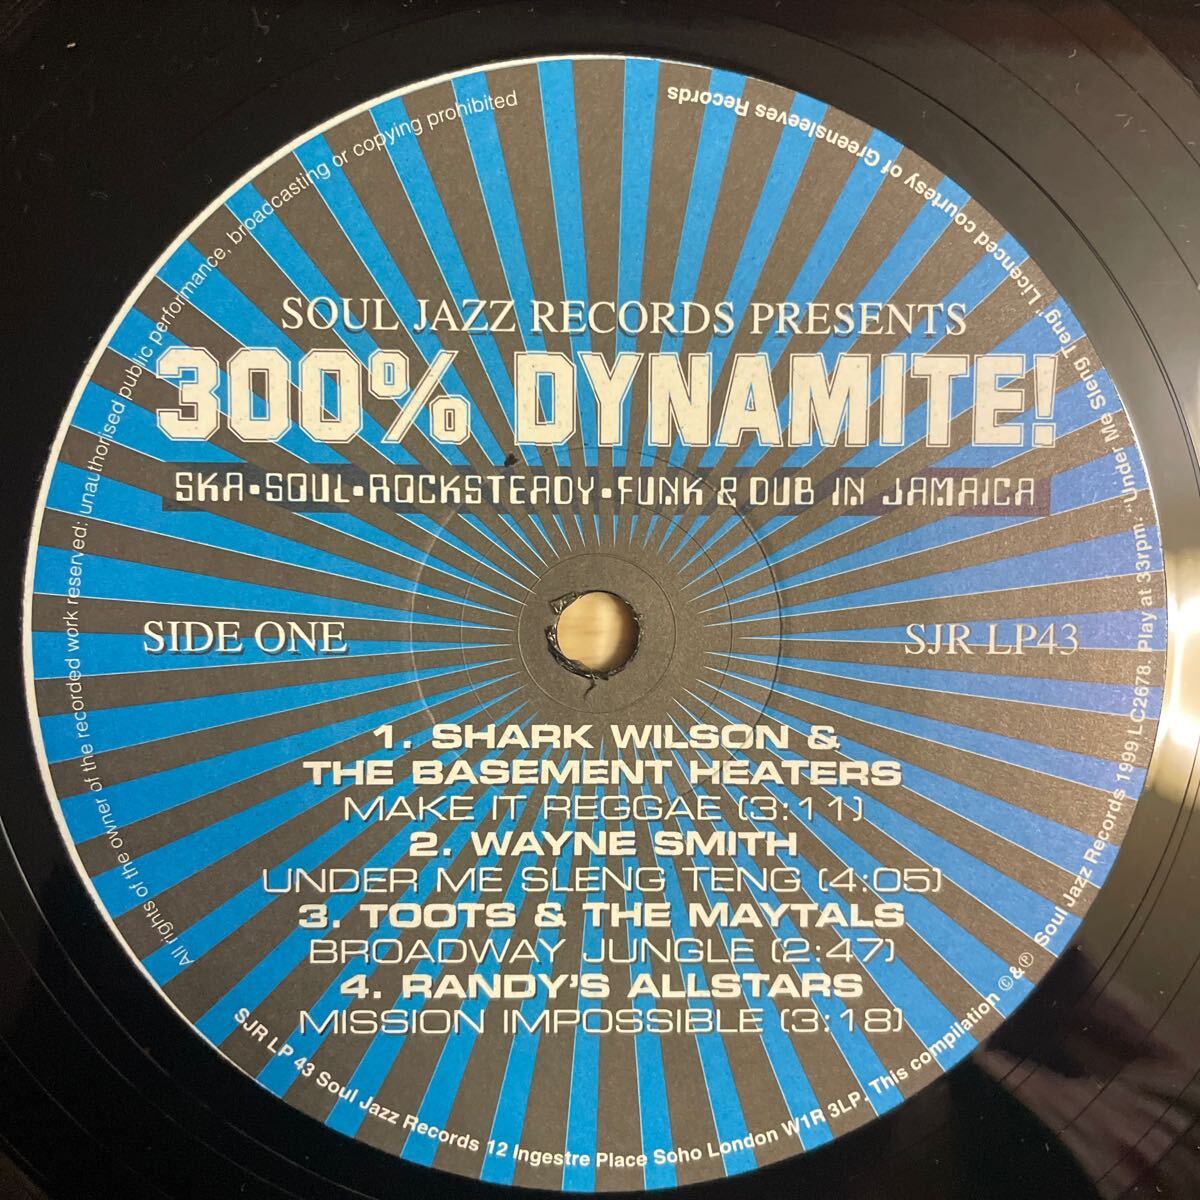 SOUL JAZZ RECORDS PRESENTS
300% DYNAMITE!
SKA•SOUL•ROCKSTEADY•FUNK & DUB IN JAMAICA
SIDE ONE
SJR LP43
1. SHARK WILSON &
THE BASEMENT HEATERS
MAKE IT REGGAE (3:11)
2. WAYNE SMITH
UNDER ME SLENG TENG (4:05)
3. TOOTS & THE MAYTALS
BROADWAY JUNGLE (2:47)
4. RANDY'S ALLSTARS
MISSION IMPOSSIBLE (3:18)
All rights of the owner of the recorded work reserved: unauthorised public performance, broadcasting or copying prohibited
SJR LP 43 Soul Jazz Records 12 Ingestre Place Soho London W1R 3LP. This compilation © & ℗ Soul Jazz Records 1999 LC2678. Play at 33rpm. "Under Me Sleng Teng" Licenced courtesy of Greensleeves Records